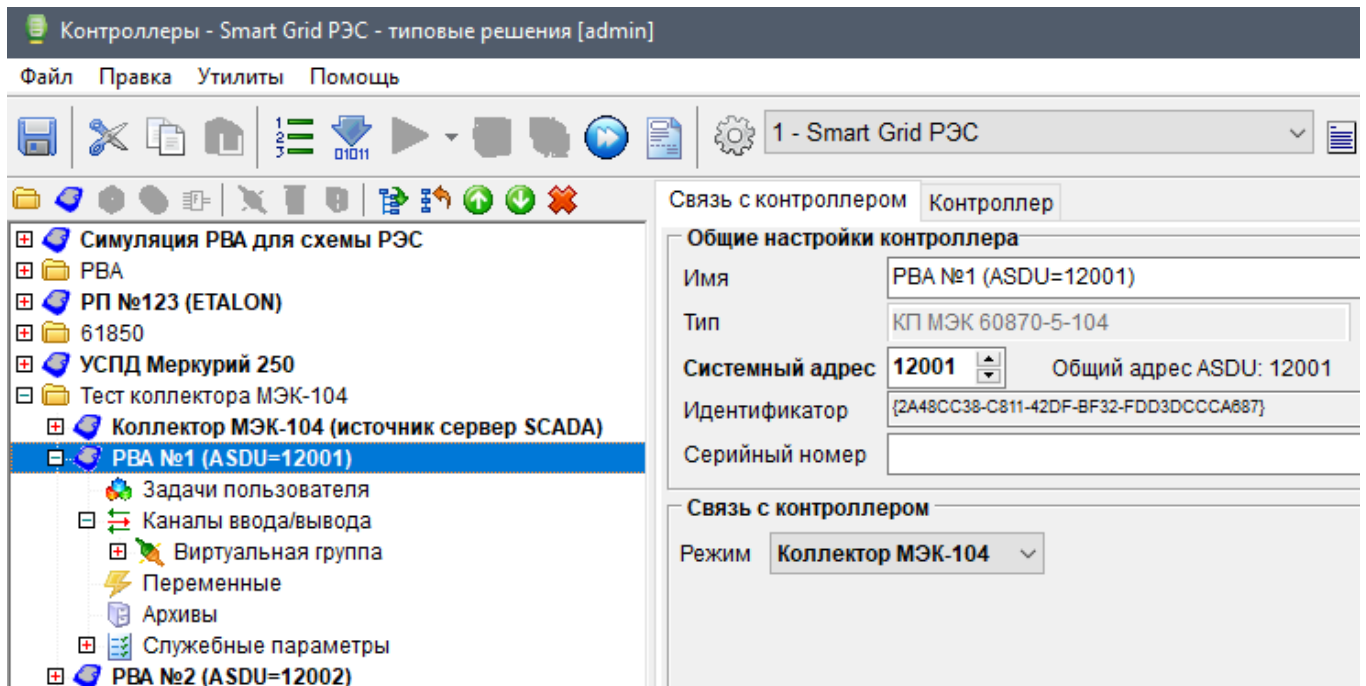 Контроллеры - Smart Grid РЭС - типовые решения [admin]
Файл Правка Утилиты Помощь
1 - Smart Grid РЭС
Симуляция РВА для схемы РЭС
РВА
РП №123 (ETALON)
61850
УСПД Меркурий 250
Тест коллектора МЭК-104
Коллектор МЭК-104 (источник сервер SCADA)
РВА №1 (ASDU=12001)
Задачи пользователя
Каналы ввода/вывода
Виртуальная группа
Переменные
Архивы
Служебные параметры
РВА №2 (ASDU=12002)
Связь с контроллером Контроллер
Общие настройки контроллера
Имя РВА №1 (ASDU=12001)
Тип КП МЭК 60870-5-104
Системный адрес 12001 Общий адрес ASDU: 12001
Идентификатор {2A48CC38-C811-42DF-BF32-FDD3DCCCA687}
Серийный номер
Связь с контроллером
Режим Коллектор МЭК-104